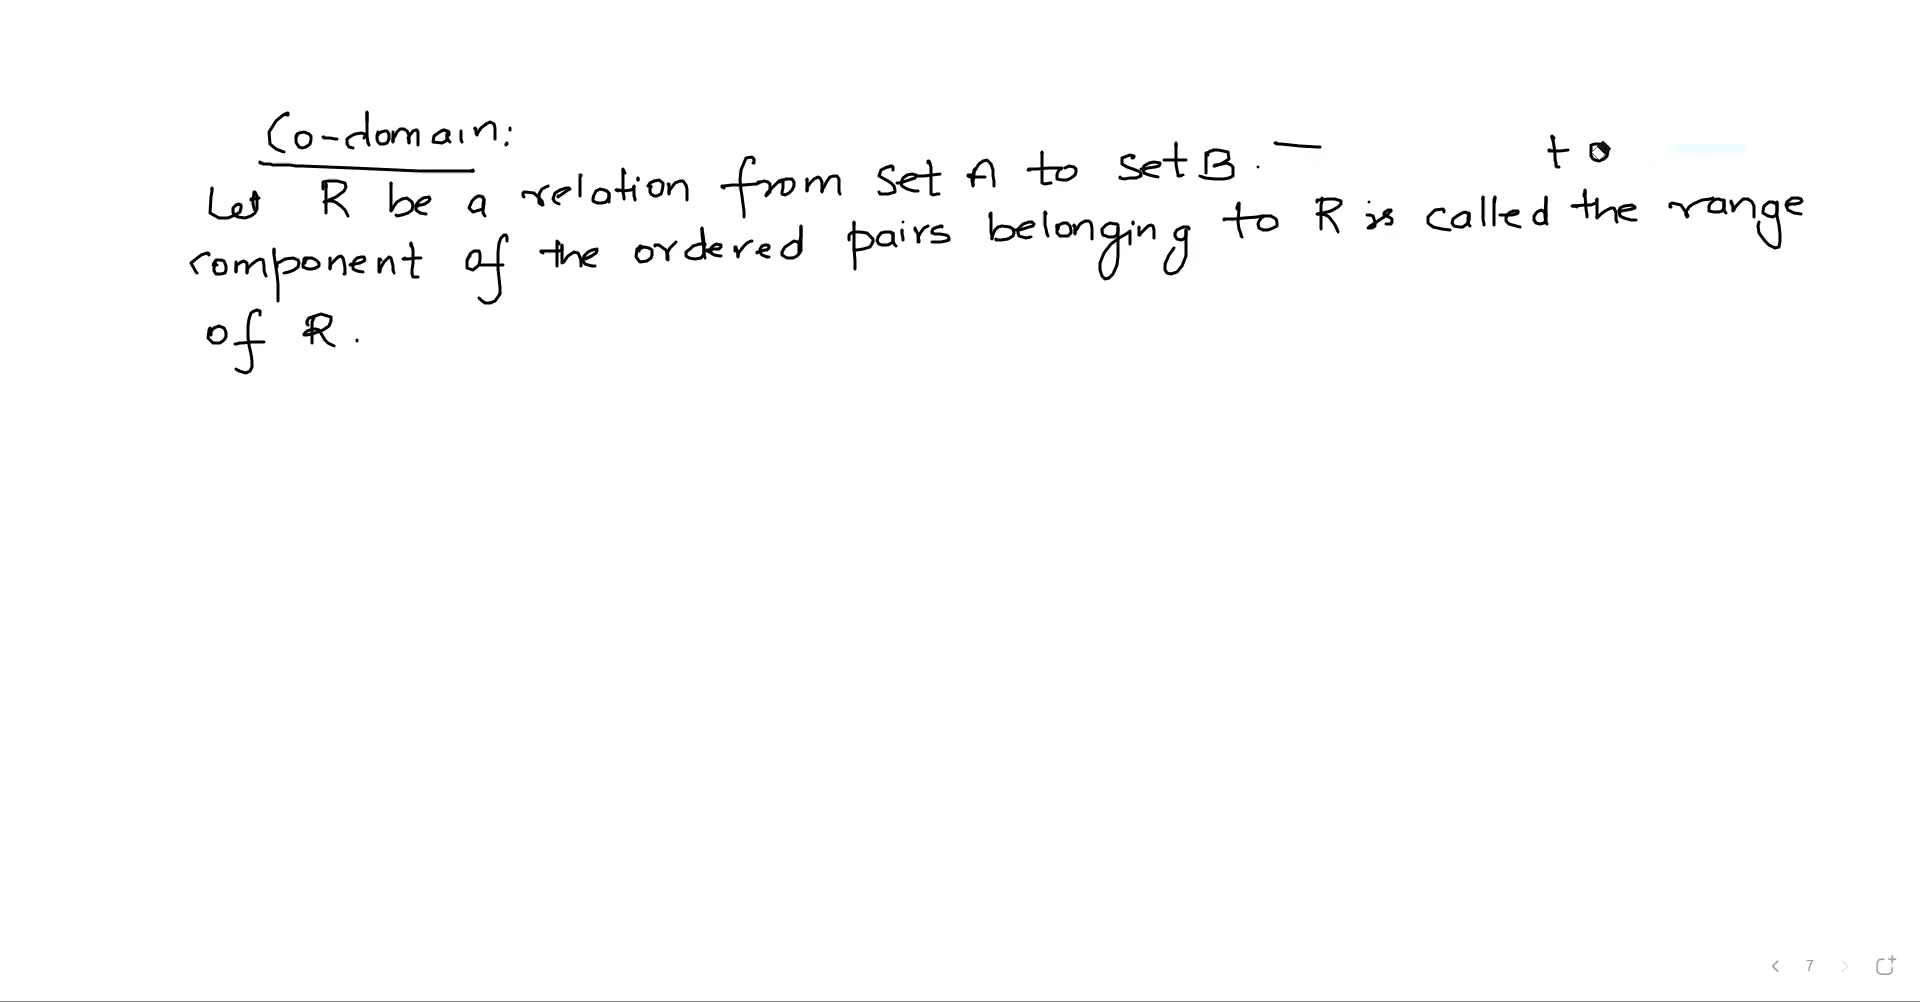 Co-domain:
Let R be a relation from set A to set B. — to
component of the ordered pairs belonging to R is called the range
of R.
7